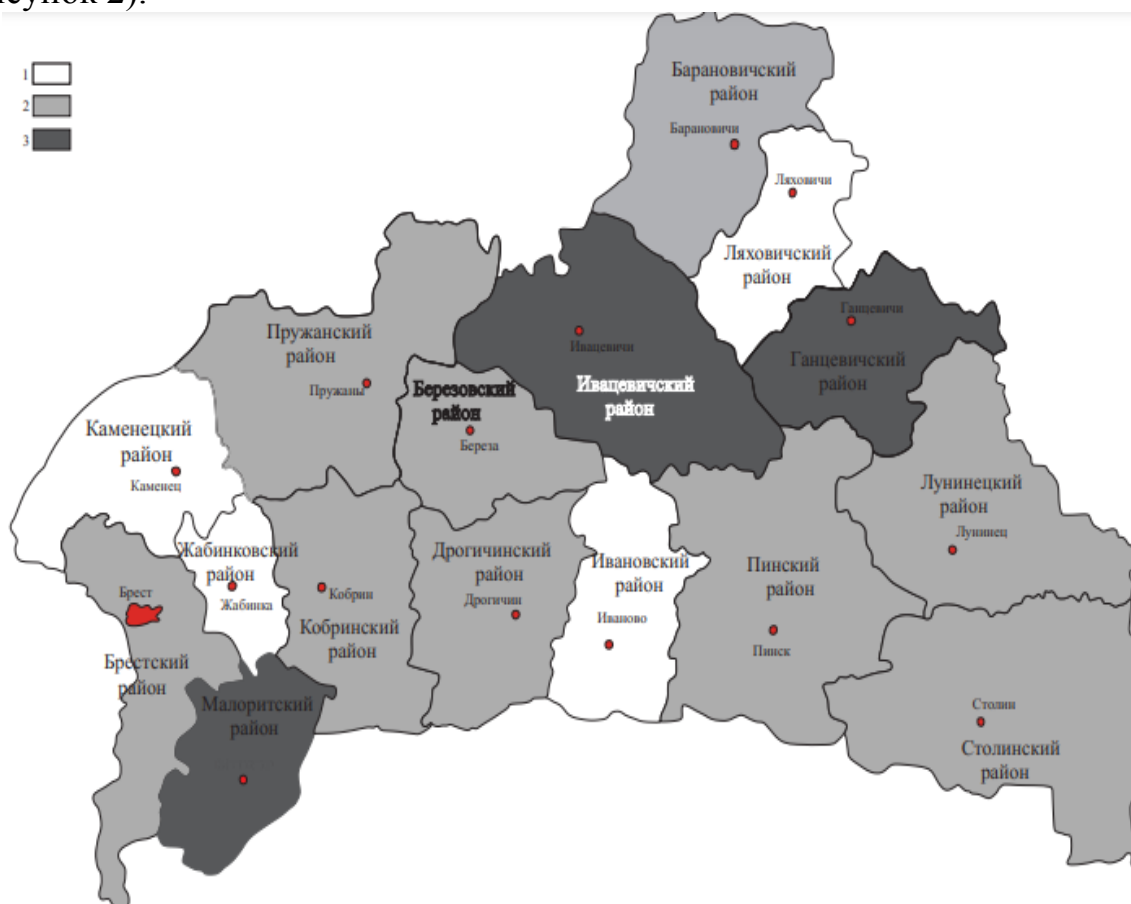 исунок 2).
1
2
3
Барановичский
район
Барановичи
Ляховичи
Ляховичский
район
Ганцевичи
Ганцевичский
район
Пружанский
район
Пружаны
Ивацевичи
Ивацевичский
район
Березовский
район
Береза
Каменецкий
район
Каменец
Лунинецкий
район
Лунинец
Жабинковский
район
Жабинка
Дрогичинский
район
Дрогичин
Ивановский
район
Иваново
Пинский
район
Пинск
Брест
Кобрин
Кобринский
район
Брестский
район
Малоритский
район
Столин
Столинский
район